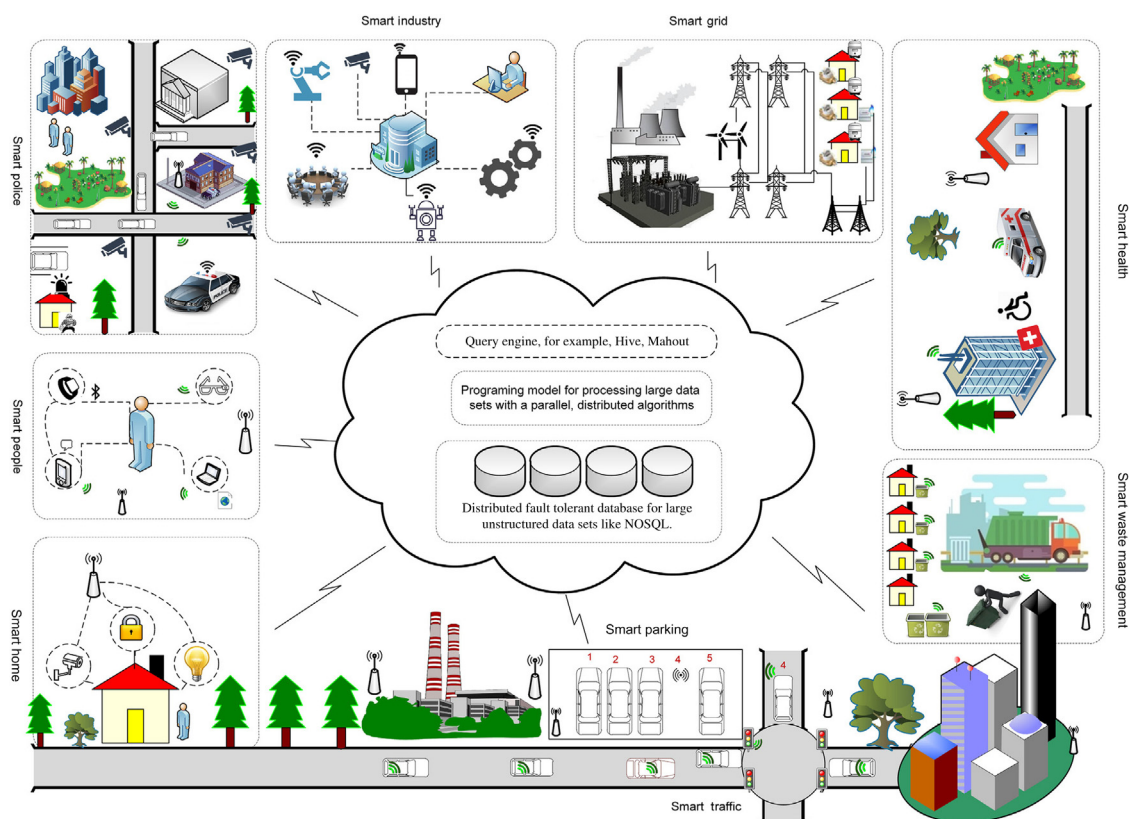 Smart industry
Smart grid
Smart police
Smart health
POLICE
Query engine, for example, Hive, Mahout
Programing model for processing large data
sets with a parallel, distributed algorithms
Smart people
Distributed fault tolerant database for large
unstructured data sets like NOSQL.
Smart waste management
Smart home
Smart parking
1 2 3 4 5
4
Smart traffic